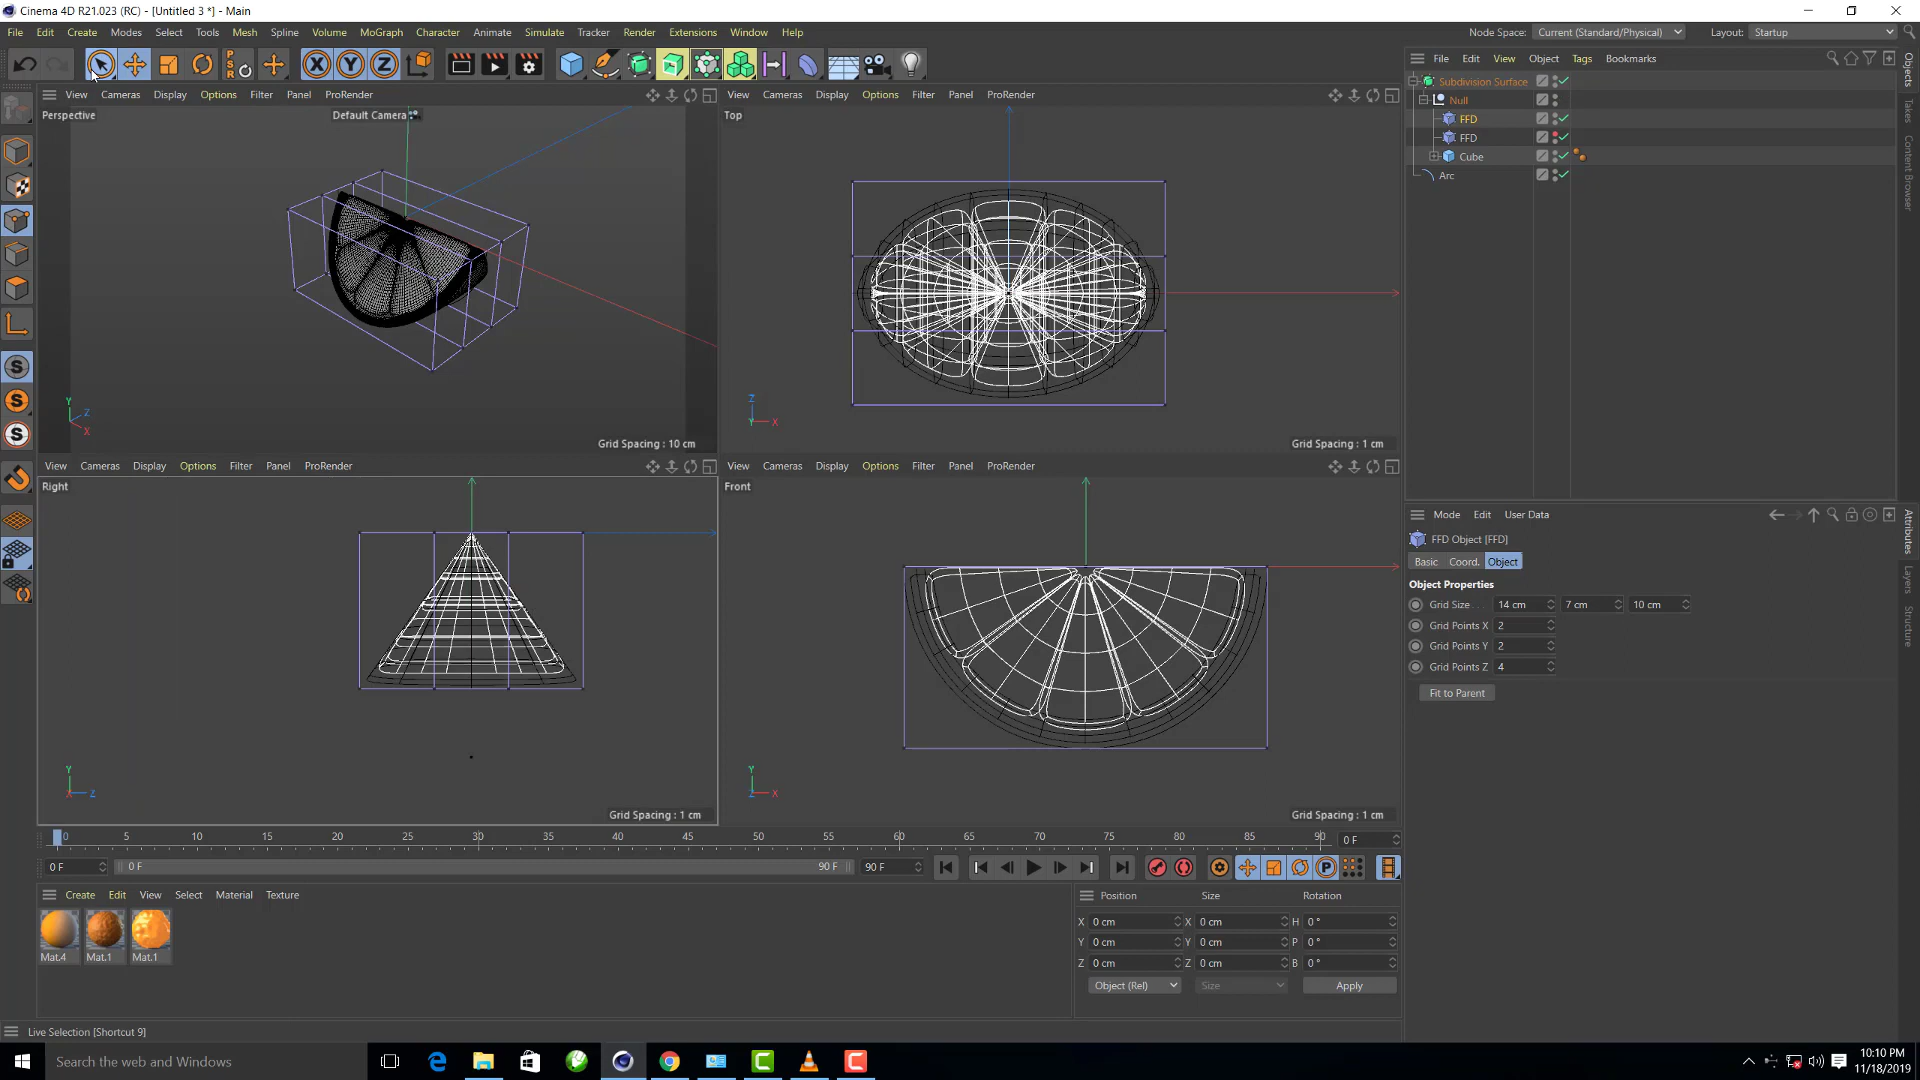 Cinema 4D R21.023 (RC) - [Untitled 3 *] - Main
File Edit Create Modes Select Tools Mesh Spline Volume MoGraph Character Animate Simulate Tracker Render Extensions Window Help
Node Space: Current (Standard/Physical) Layout: Startup
View Cameras Display Options Filter Panel ProRender
Perspective
Default Camera
Y
Z
X
Grid Spacing : 10 cm
View Cameras Display Options Filter Panel ProRender
Top
Z
Y
X
Grid Spacing : 1 cm
View Cameras Display Options Filter Panel ProRender
Right
Y
X
Z
Grid Spacing : 1 cm
View Cameras Display Options Filter Panel ProRender
Front
Y
Z
X
Grid Spacing : 1 cm
File Edit View Object Tags Bookmarks
Subdivision Surface
Null
FFD
FFD
Cube
Arc
Objects
Takes
Content Browser
Mode Edit User Data
FFD Object [FFD]
Basic Coord. Object
Object Properties
Grid Size . . . 14 cm 7 cm 10 cm
Grid Points X 2
Grid Points Y 2
Grid Points Z 4
Fit to Parent
Attributes
Layers
Structure
0 5 10 15 20 25 30 35 40 45 50 55 60 65 70 75 80 85 90 0 F
0 F 0 F 90 F 90 F
Create Edit View Select Material Texture
Mat.4 Mat.1 Mat.1
Position Size Rotation
X 0 cm X 0 cm H 0 °
Y 0 cm Y 0 cm P 0 °
Z 0 cm Z 0 cm B 0 °
Object (Rel) Size Apply
Live Selection [Shortcut 9]
Search the web and Windows
10:10 PM
11/18/2019